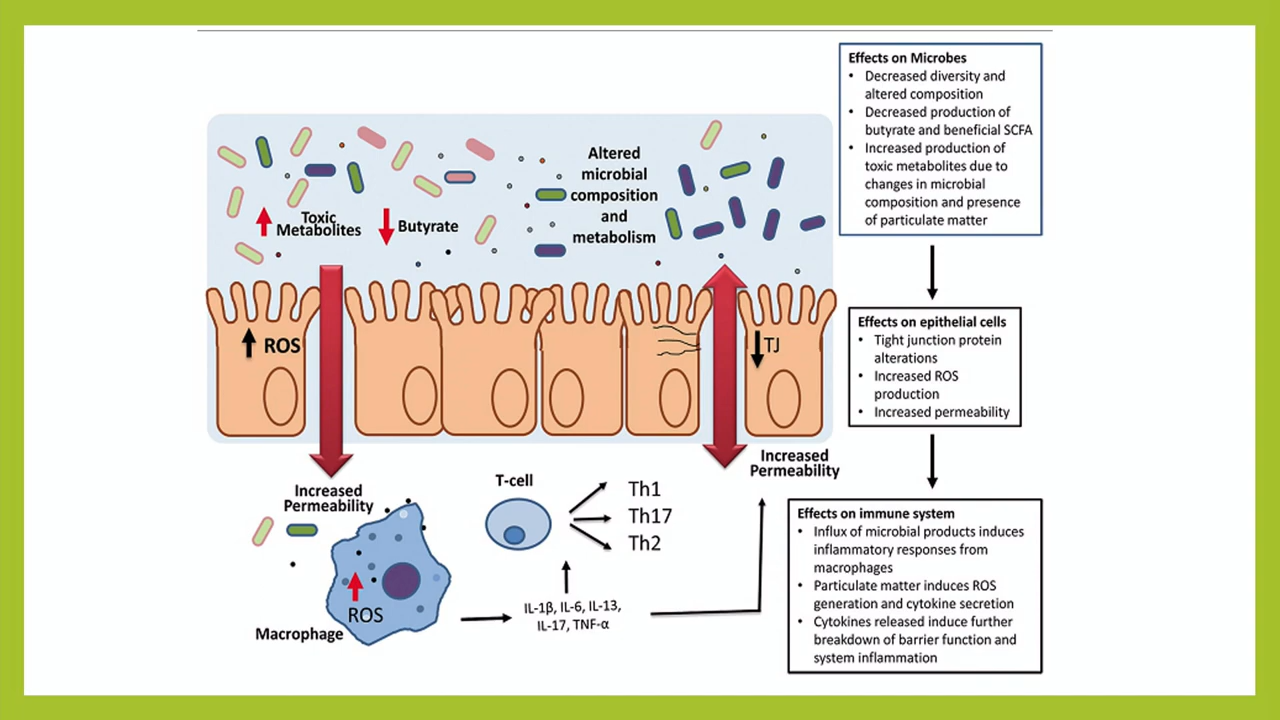 Altered
microbial
composition
and
metabolism
Toxic
Metabolites
Butyrate
ROS
TJ
Increased
Permeability
Increased
Permeability
T-cell
Th1
Th17
Th2
ROS
Macrophage
IL-1β, IL-6, IL-13,
IL-17, TNF-α
Effects on Microbes
• Decreased diversity and
altered composition
• Decreased production of
butyrate and beneficial SCFA
• Increased production of
toxic metabolites due to
changes in microbial
composition and presence
of particulate matter
Effects on epithelial cells
• Tight junction protein
alterations
• Increased ROS
production
• Increased permeability
Effects on immune system
• Influx of microbial products induces
inflammatory responses from
macrophages
• Particulate matter induces ROS
generation and cytokine secretion
• Cytokines released induce further
breakdown of barrier function and
system inflammation